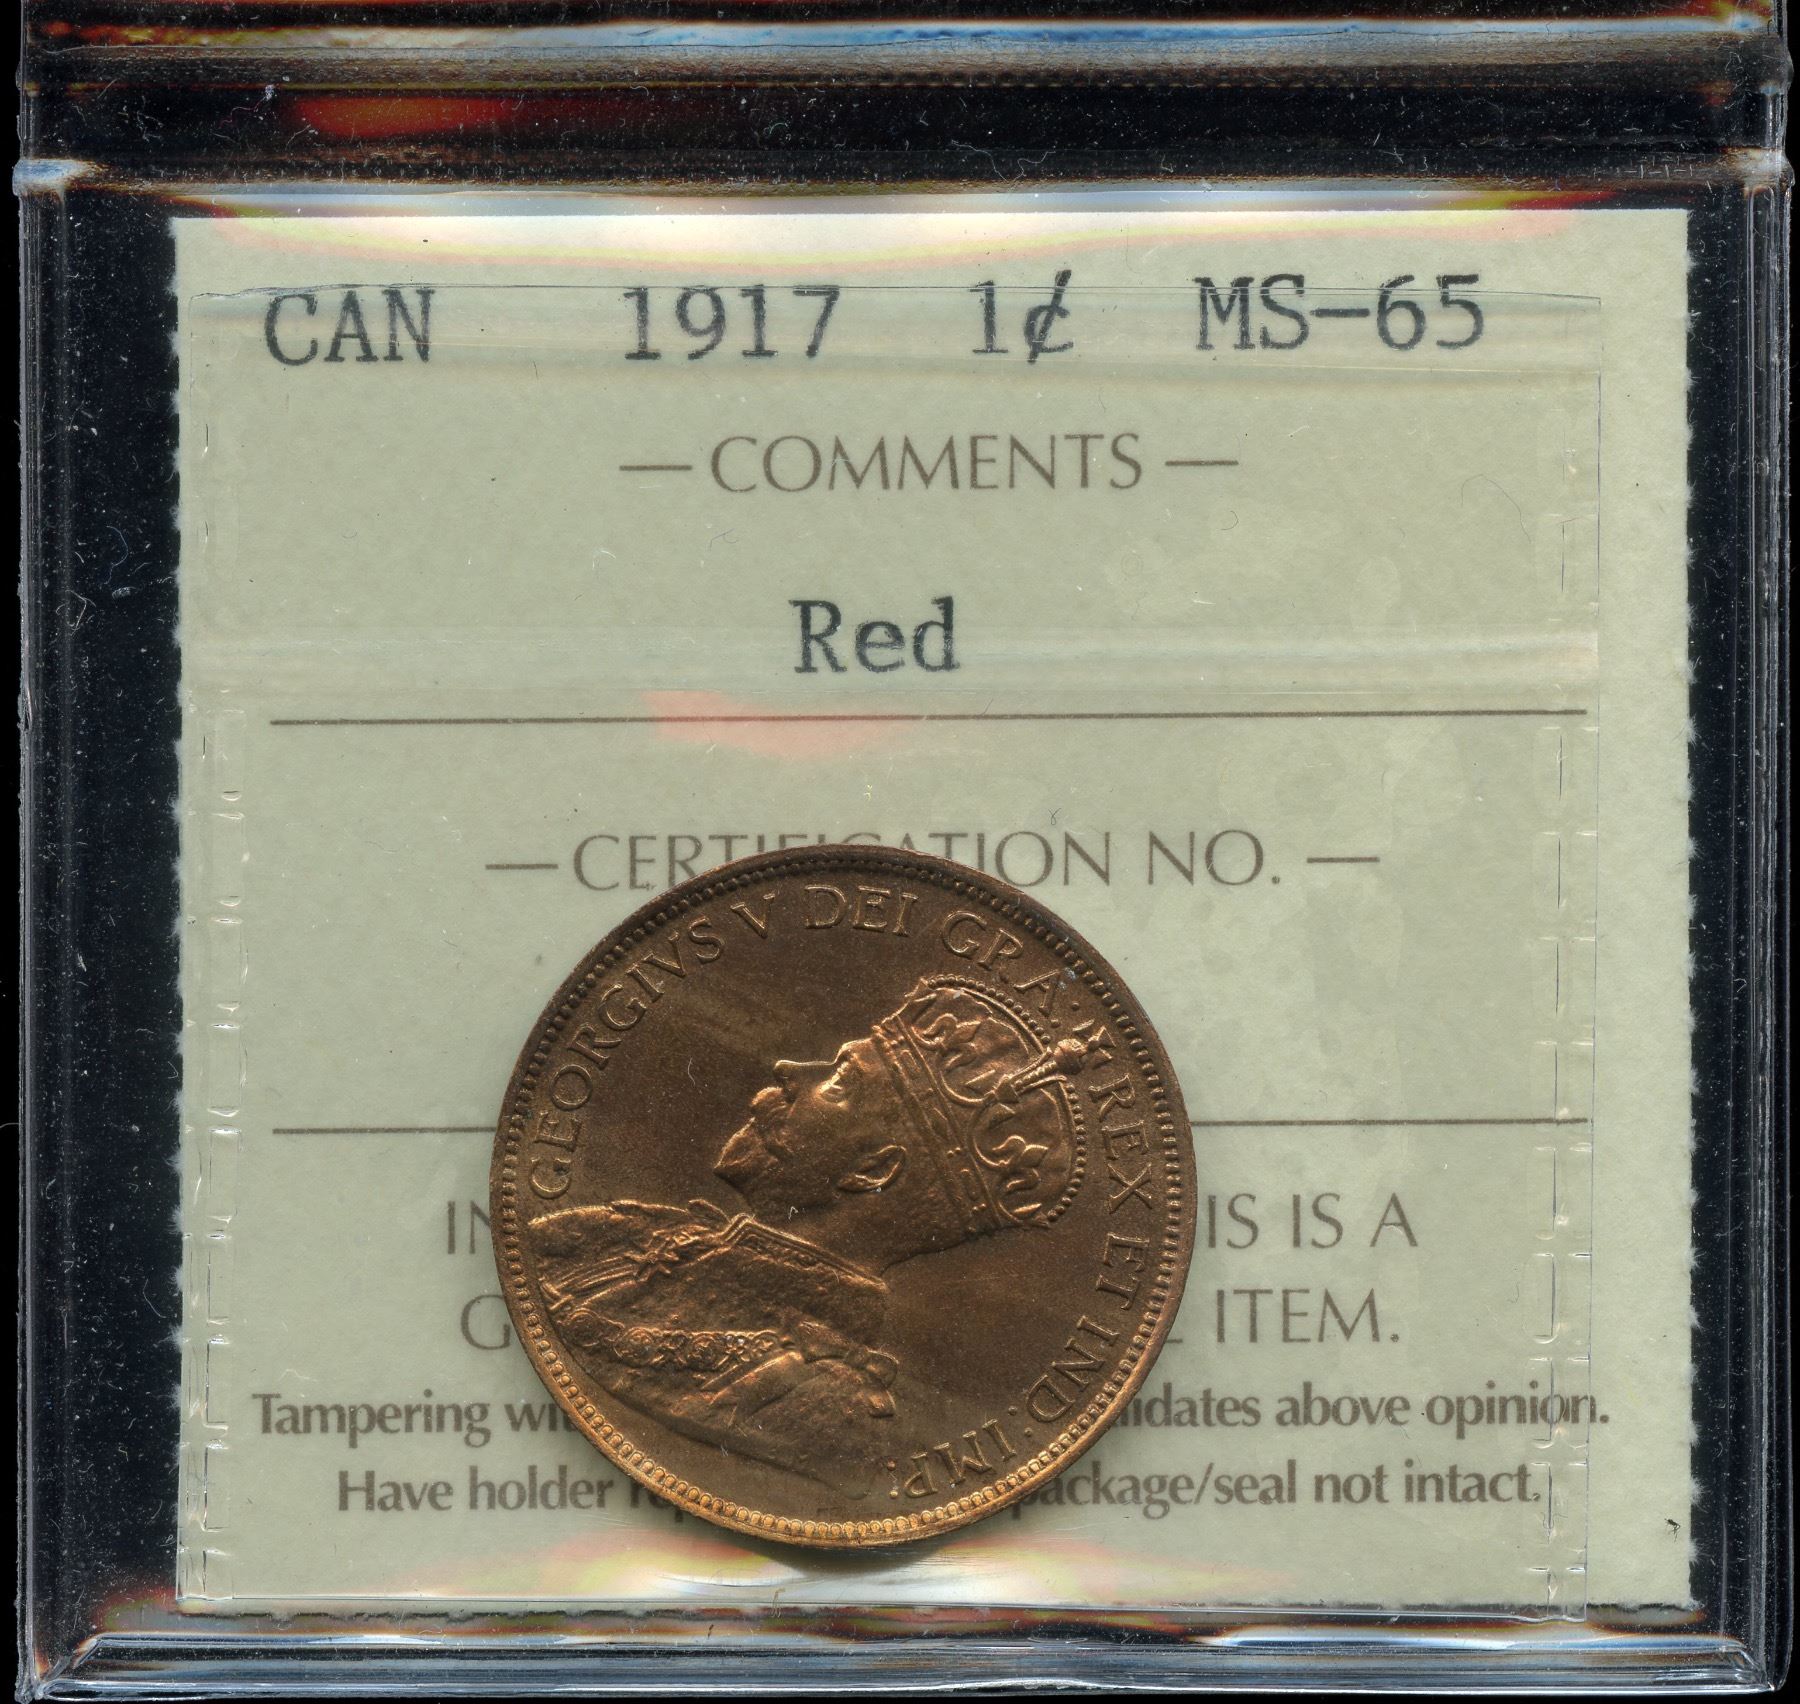 CAN 1917 1¢ MS-65
— COMMENTS —
Red
— CERTIFICATION NO. —
GEORGIVS V DEI GRA: REX ET IND: IMP:
IS IS A
ITEM.
Tampering idates above opinion.
Have holder package/seal not intact.